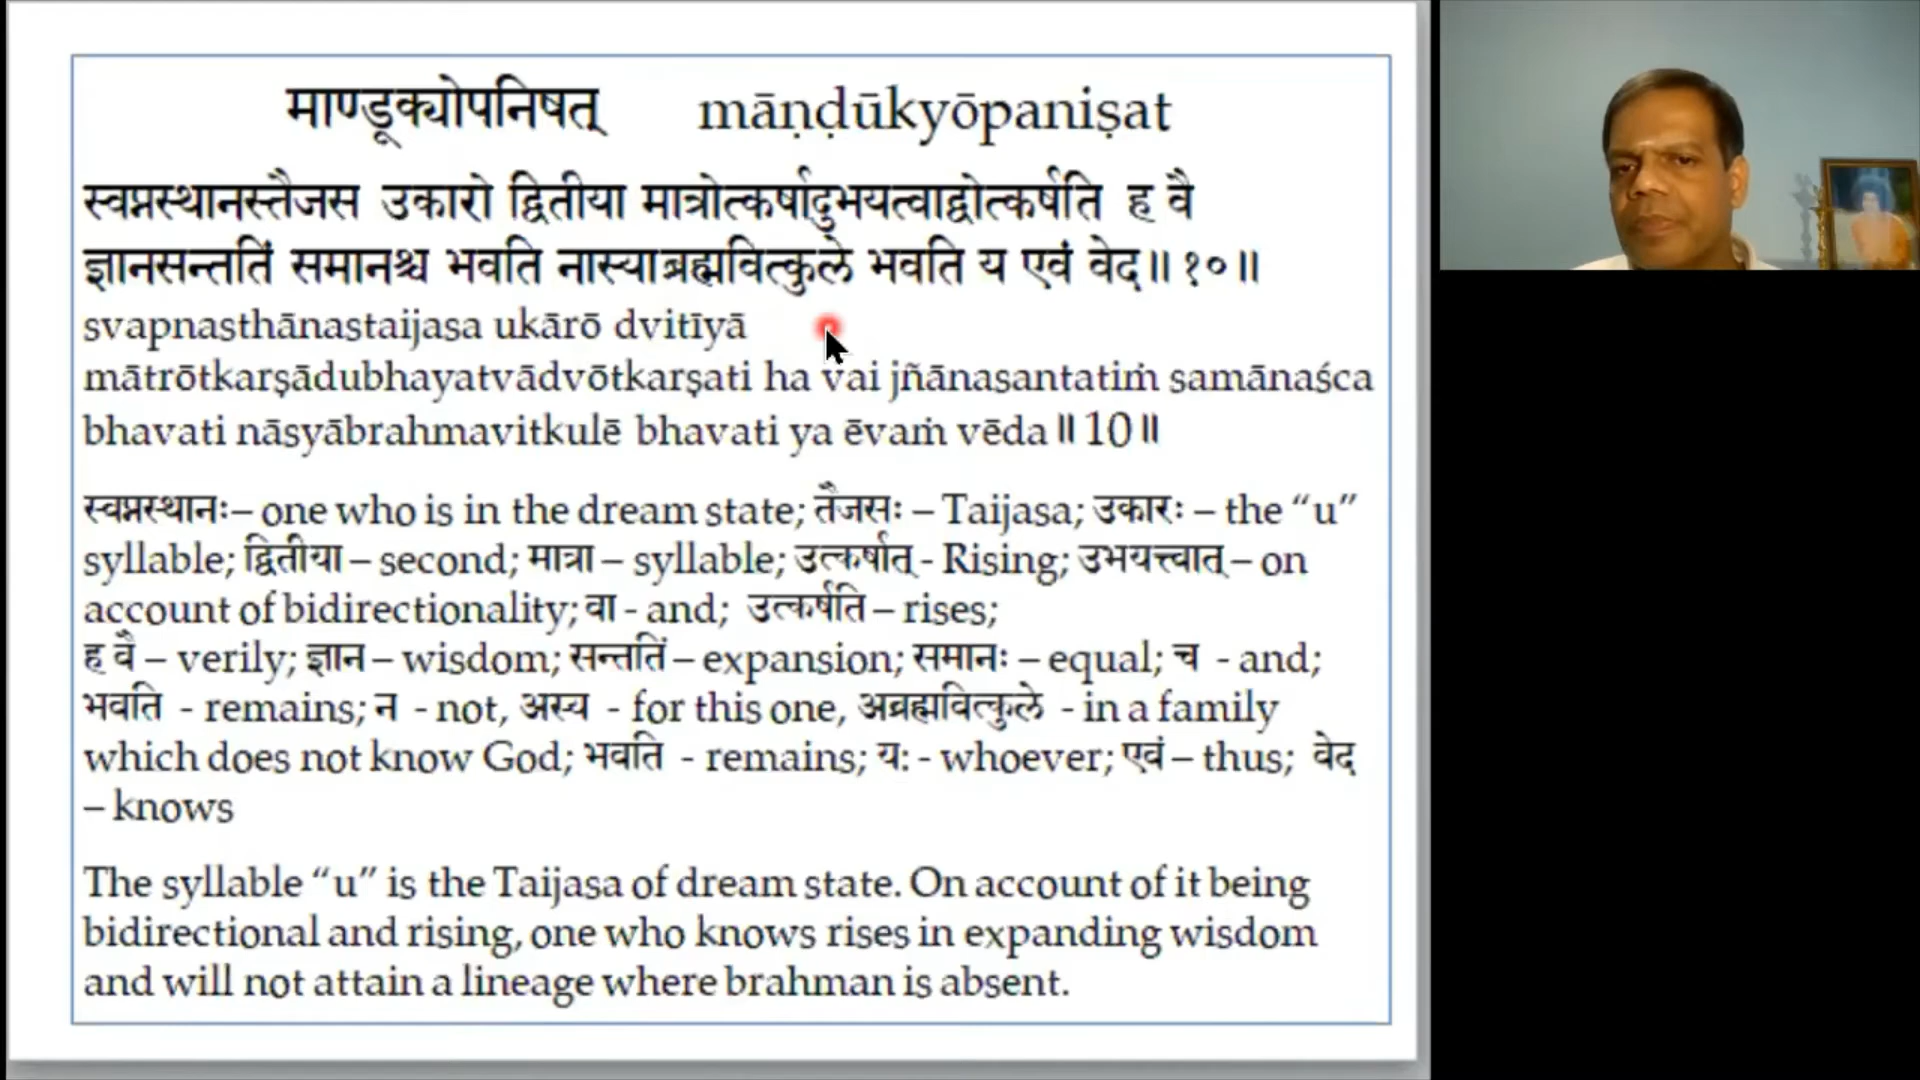 माण्डूक्योपनिषत् māṇḍūkyōpaniṣat
स्वप्नस्थानस्तैजस उकारो द्वितीया मात्रोत्कर्षादुभयत्वाद्वोत्कर्षति ह वै
ज्ञानसन्ततिं समानश्च भवति नास्याब्रह्मवित्कुले भवति य एवं वेद॥१०॥
svapnasthānastaijasa ukārō dvitīyā
mātrōtkarṣādubhayatvādvōtkarṣati ha vai jñānasantatiṁ samānaśca
bhavati nāsyābrahmavitkulē bhavati ya ēvaṁ vēda॥10॥
स्वप्नस्थानः– one who is in the dream state; तैजसः – Taijasa; उकारः – the “u”
syllable; द्वितीया – second; मात्रा – syllable; उत्कर्षात् - Rising; उभयत्त्वात् – on
account of bidirectionality; वा - and; उत्कर्षति – rises;
ह वै – verily; ज्ञान – wisdom; सन्ततिं – expansion; समानः – equal; च - and;
भवति - remains; न - not, अस्य - for this one, अब्रह्मवित्कुले - in a family
which does not know God; भवति - remains; यः - whoever; एवं – thus; वेद
– knows
The syllable “u” is the Taijasa of dream state. On account of it being
bidirectional and rising, one who knows rises in expanding wisdom
and will not attain a lineage where brahman is absent.